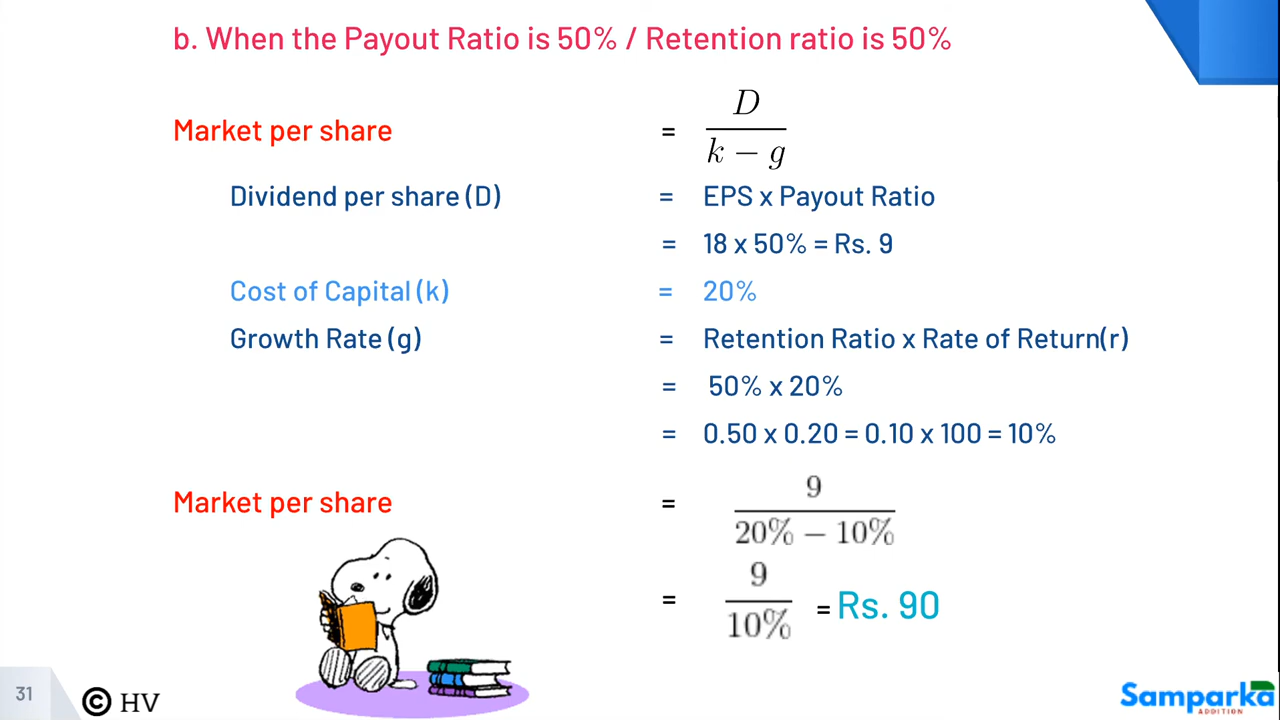 b. When the Payout Ratio is 50% / Retention ratio is 50%
Market per share = D / k − g
Dividend per share (D) = EPS x Payout Ratio
= 18 x 50% = Rs. 9
Cost of Capital (k) = 20%
Growth Rate (g) = Retention Ratio x Rate of Return(r)
= 50% x 20%
= 0.50 x 0.20 = 0.10 x 100 = 10%
Market per share = 9 / 20% − 10%
= 9 / 10% = Rs. 90
31 © HV
Samparka
ADDITION